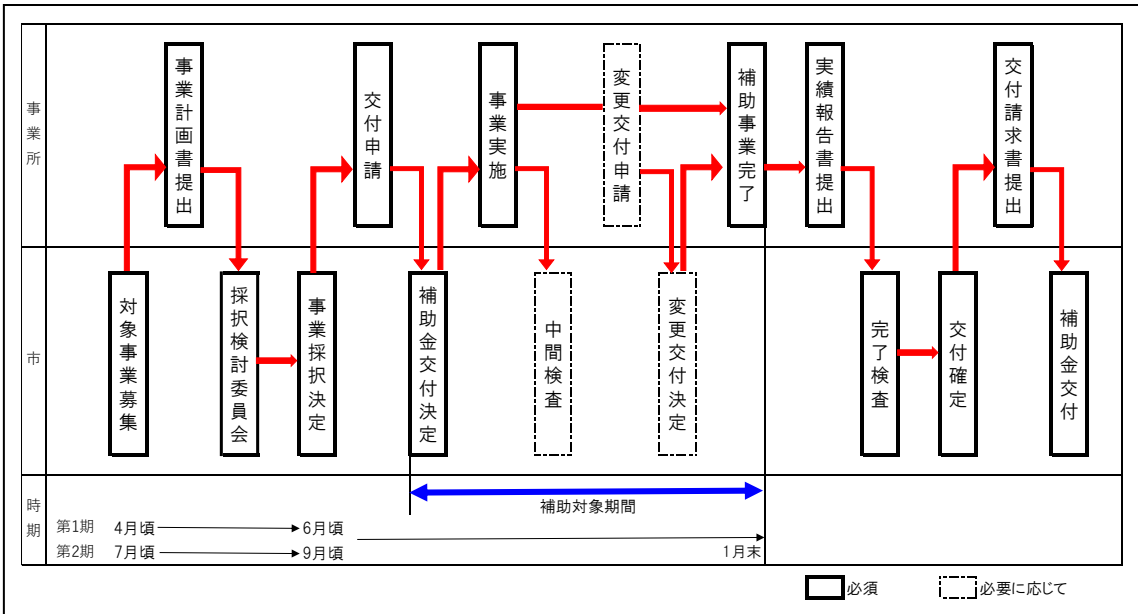 事業所
事業計画書提出
交付申請
事業実施
変更交付申請
補助事業完了
実績報告書提出
交付請求書提出
市
対象事業募集
採択検討委員会
事業採択決定
補助金交付決定
中間検査
変更交付決定
完了検査
交付確定
補助金交付
時期
補助対象期間
第1期 4月頃 6月頃
第2期 7月頃 9月頃 1月末
必須 必要に応じて